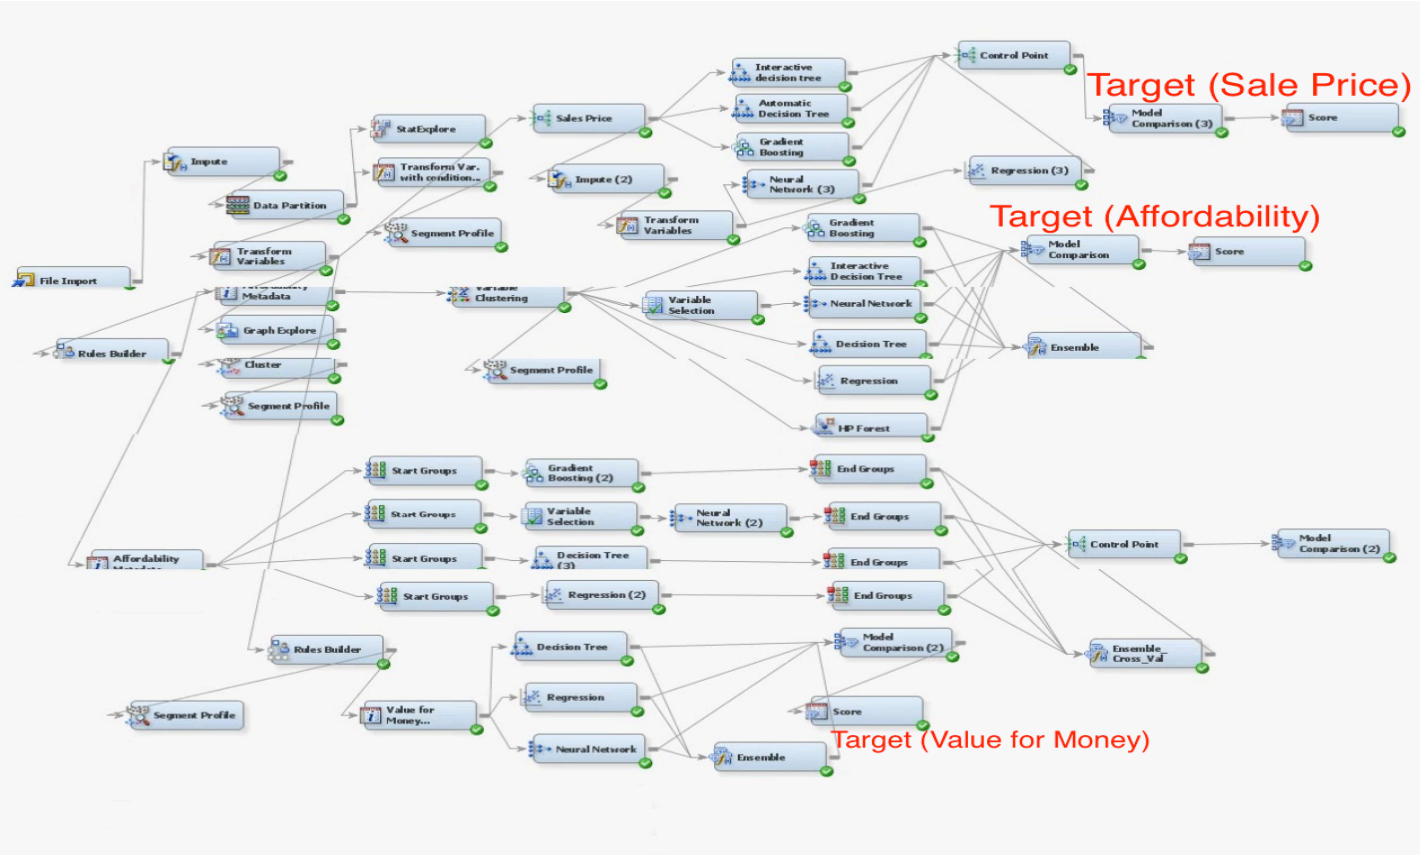 Control Point
Interactive
decision tree
Target (Sale Price)
Automatic
Decision Tree
Model
Comparison (3)
Score
Sales Price
StatExplore
Gradient
Boosting
Impute
Transform Var.
with condition...
Impute (2)
Neural
Network (3)
Regression (3)
Data Partition
Target (Affordability)
Transform
Variables
Gradient
Boosting
Segment Profile
Model
Comparison
Score
Transform
Variables
Interactive
Decision Tree
File Import
Metadata
Variable
Clustering
Variable
Selection
Neural Network
Graph Explore
Decision Tree
Ensemble
Rules Builder
Cluster
Segment Profile
Regression
Segment Profile
HP Forest
Start Groups
Gradient
Boosting (2)
End Groups
Start Groups
Variable
Selection
Neural
Network (2)
End Groups
Control Point
Model
Comparison (2)
Affordability
Start Groups
Decision Tree
(3)
End Groups
Start Groups
Regression (2)
End Groups
Rules Builder
Decision Tree
Model
Comparison (2)
Ensemble_
Cross_Val
Regression
Segment Profile
Value for
Money...
Score
Target (Value for Money)
Neural Network
Ensemble